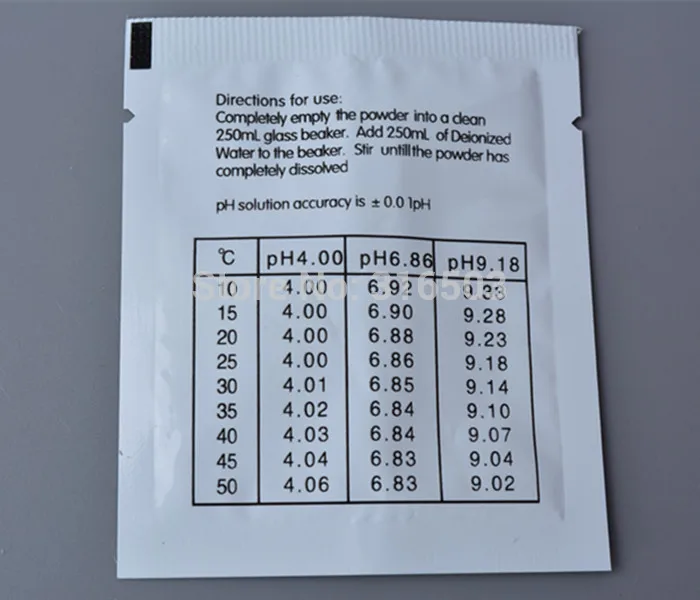 Directions for use:
Completely empty the powder into a clean
250mL glass beaker. Add 250mL of Deionized
Water to the beaker. Stir untill the powder has
completely dissolved
pH solution accuracy is ± 0.01pH
℃ pH4.00 pH6.86 pH9.18
10 4.00 6.92 9.33
Store No: 316503
15 4.00 6.90 9.28
20 4.00 6.88 9.23
25 4.00 6.86 9.18
30 4.01 6.85 9.14
35 4.02 6.84 9.10
40 4.03 6.84 9.07
45 4.04 6.83 9.04
50 4.06 6.83 9.02